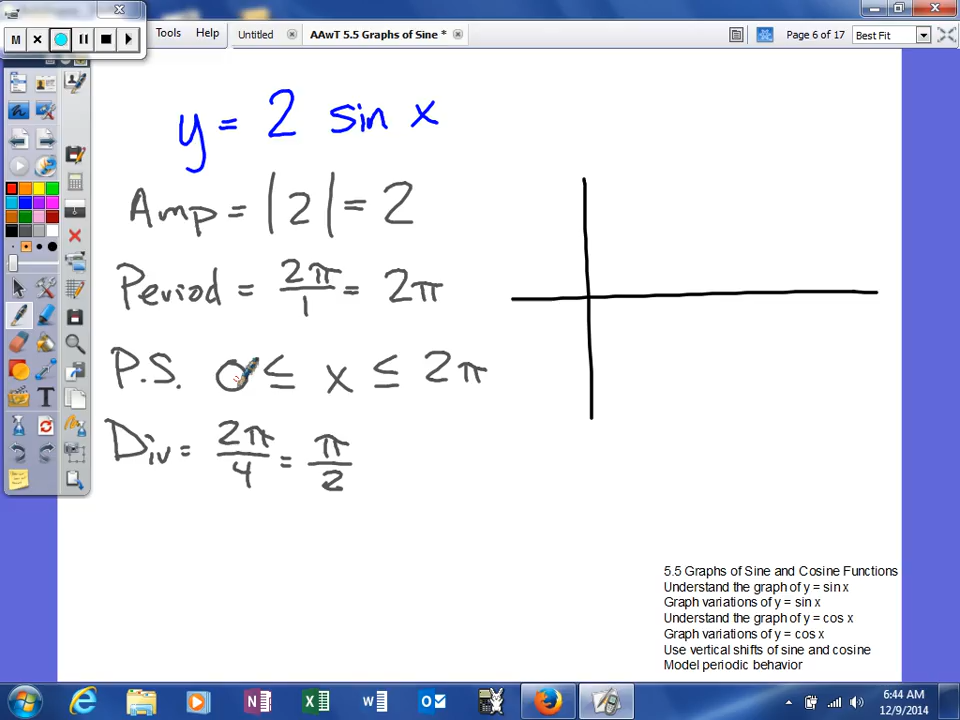 M
Tools Help Untitled AAwT 5.5 Graphs of Sine * Page 6 of 17 Best Fit
y = 2 sin x
Amp = |2| = 2
Period = 2π/1 = 2π
P.S. 0 ≤ x ≤ 2π
Div = 2π/4 = π/2
5.5 Graphs of Sine and Cosine Functions
Understand the graph of y = sin x
Graph variations of y = sin x
Understand the graph of y = cos x
Graph variations of y = cos x
Use vertical shifts of sine and cosine
Model periodic behavior
6:44 AM
12/9/2014